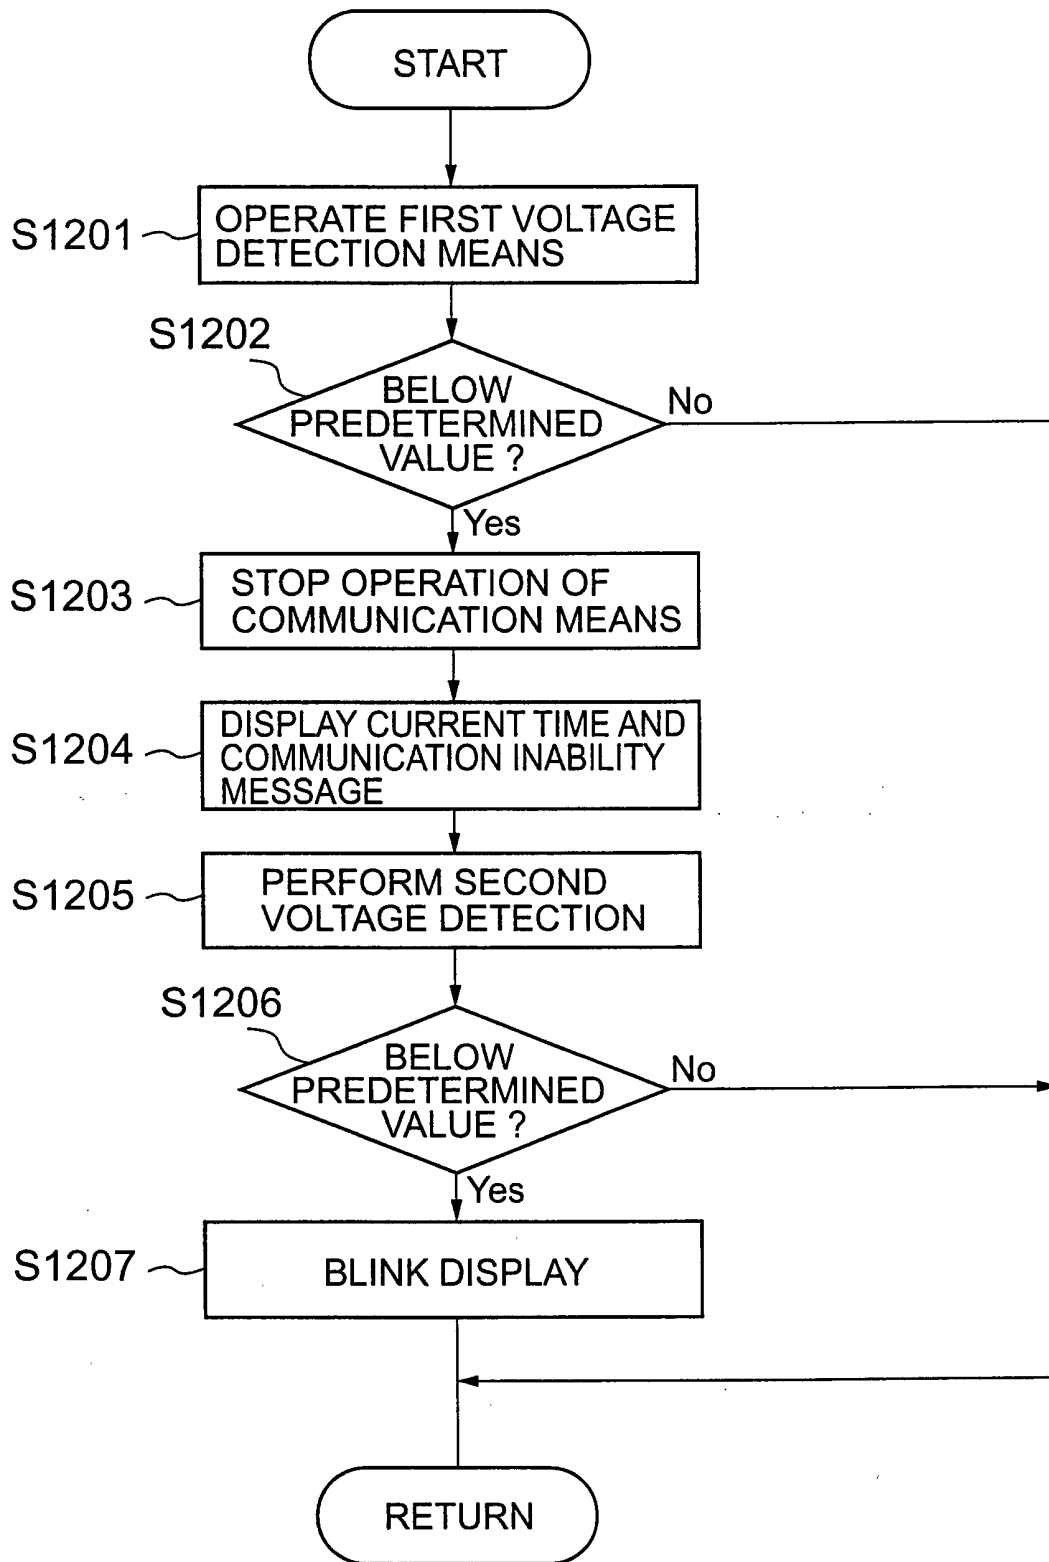 START
S1201
OPERATE FIRST VOLTAGE
DETECTION MEANS
S1202
BELOW
PREDETERMINED
VALUE ?
No
Yes
S1203
STOP OPERATION OF
COMMUNICATION MEANS
S1204
DISPLAY CURRENT TIME AND
COMMUNICATION INABILITY
MESSAGE
S1205
PERFORM SECOND
VOLTAGE DETECTION
S1206
BELOW
PREDETERMINED
VALUE ?
No
Yes
S1207
BLINK DISPLAY
RETURN